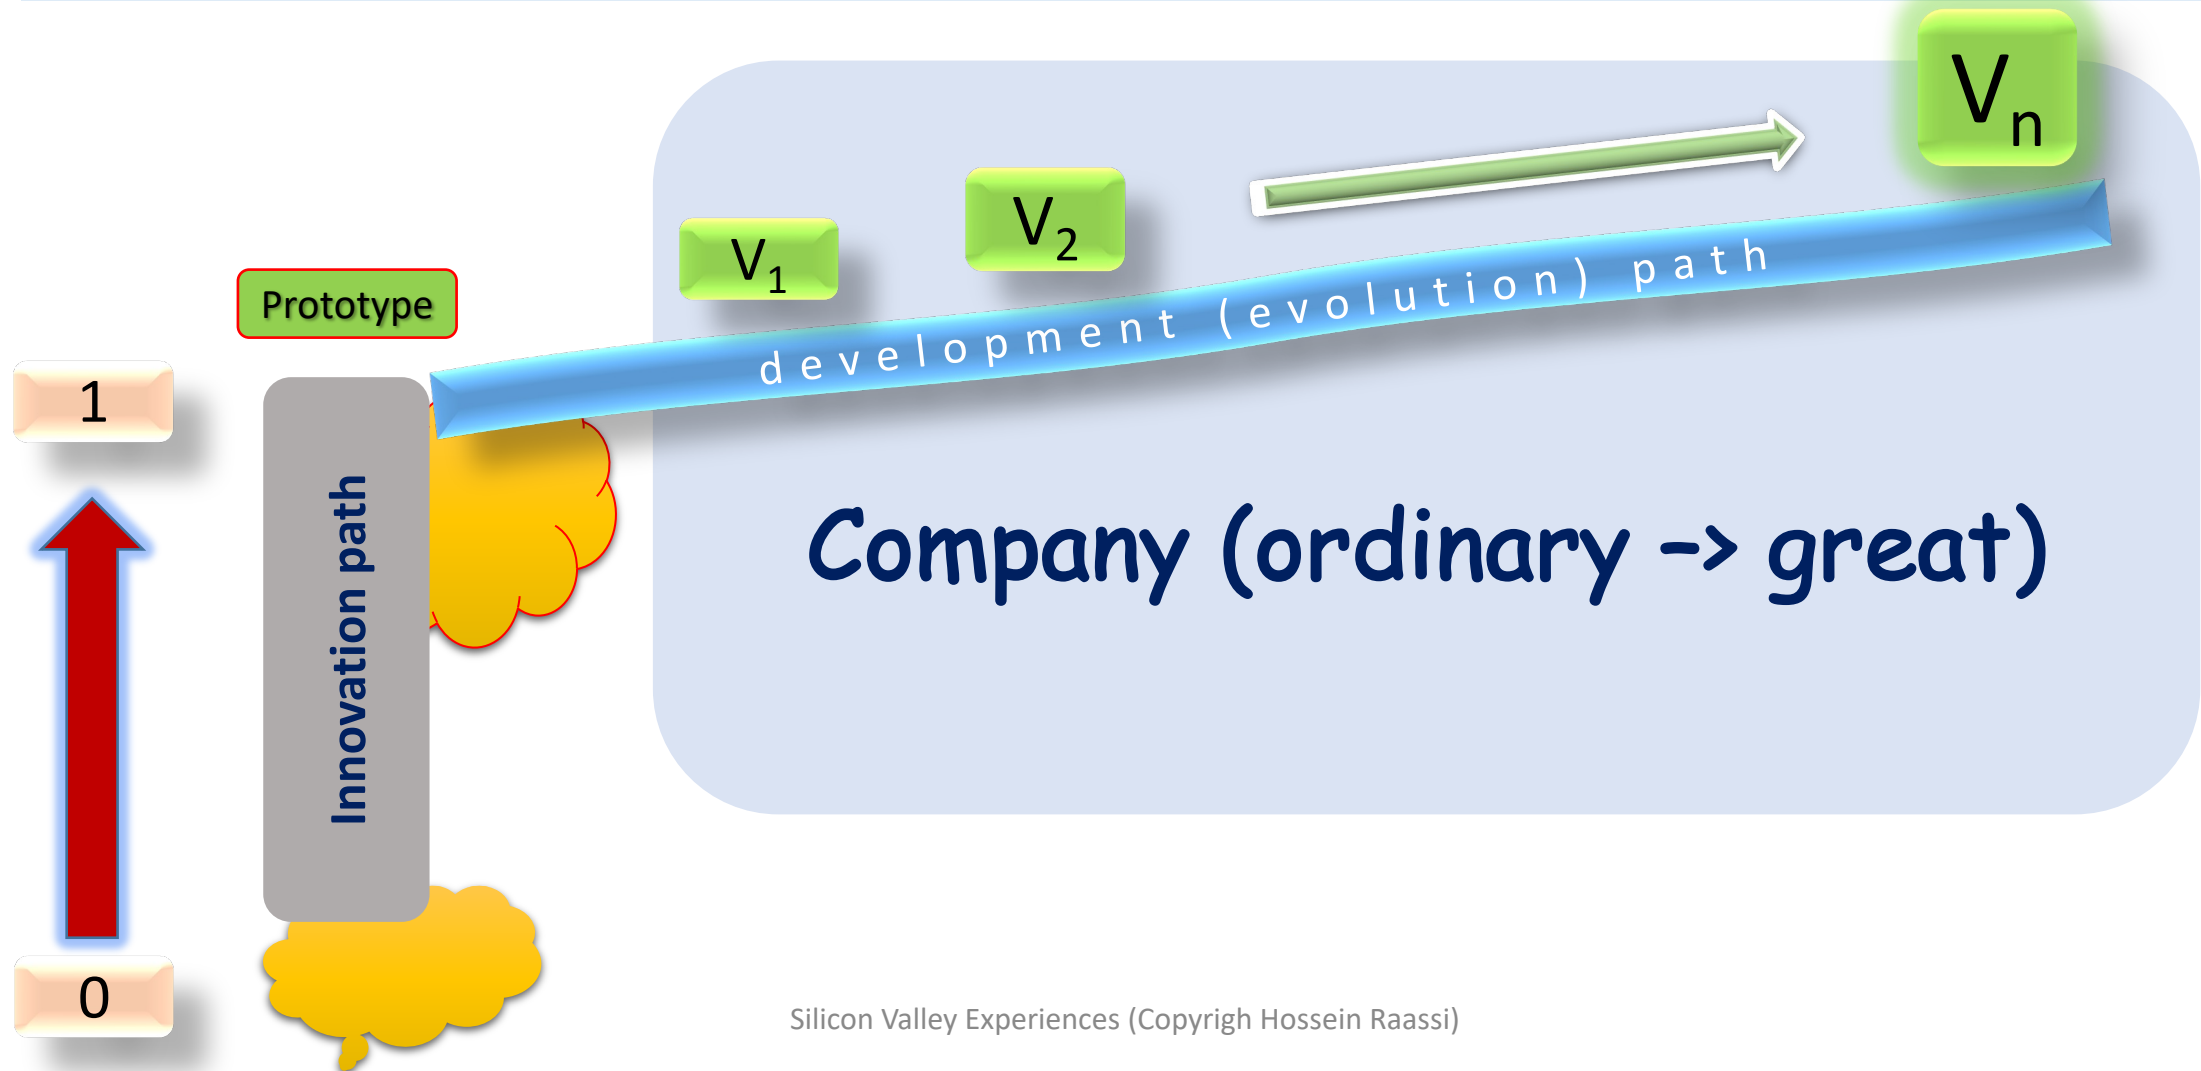 Vn
V2
V1
Prototype
development (evolution) path
1
Innovation path
Company (ordinary -> great)
0
Silicon Valley Experiences (Copyrigh Hossein Raassi)